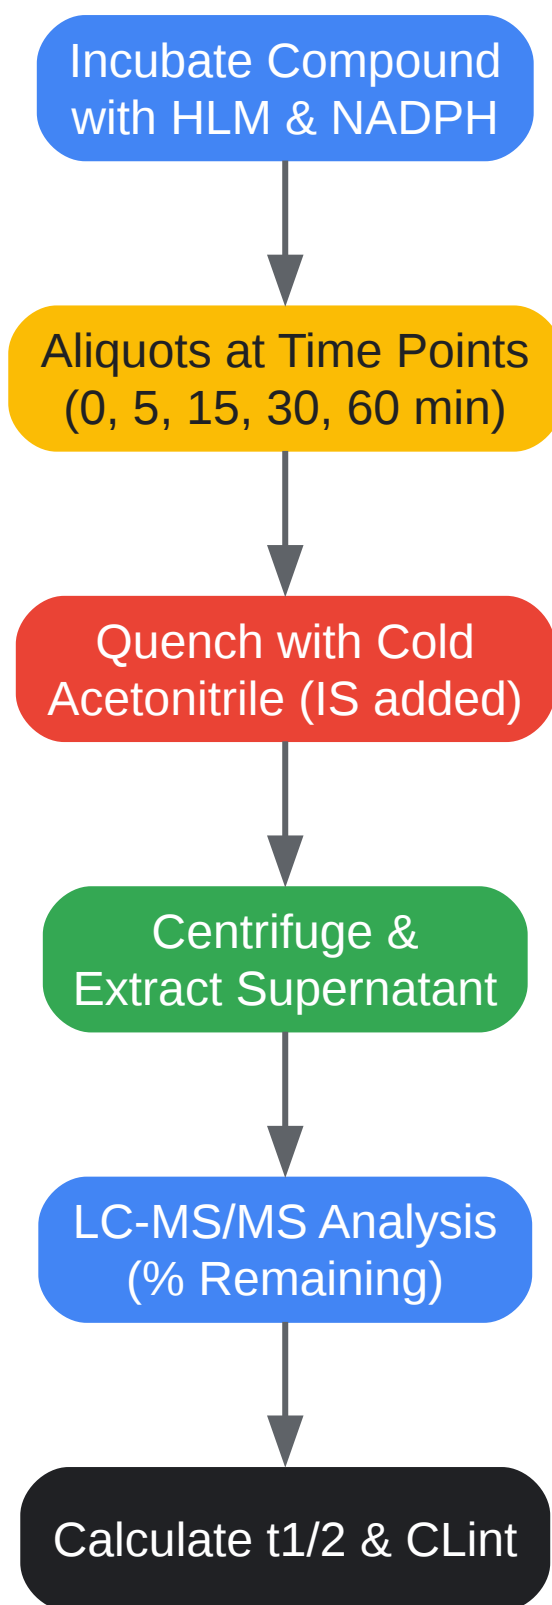 Incubate Compound
with HLM & NADPH
Aliquots at Time Points
(0, 5, 15, 30, 60 min)
Quench with Cold
Acetonitrile (IS added)
Centrifuge &
Extract Supernatant
LC-MS/MS Analysis
(% Remaining)
Calculate t1/2 & CLint